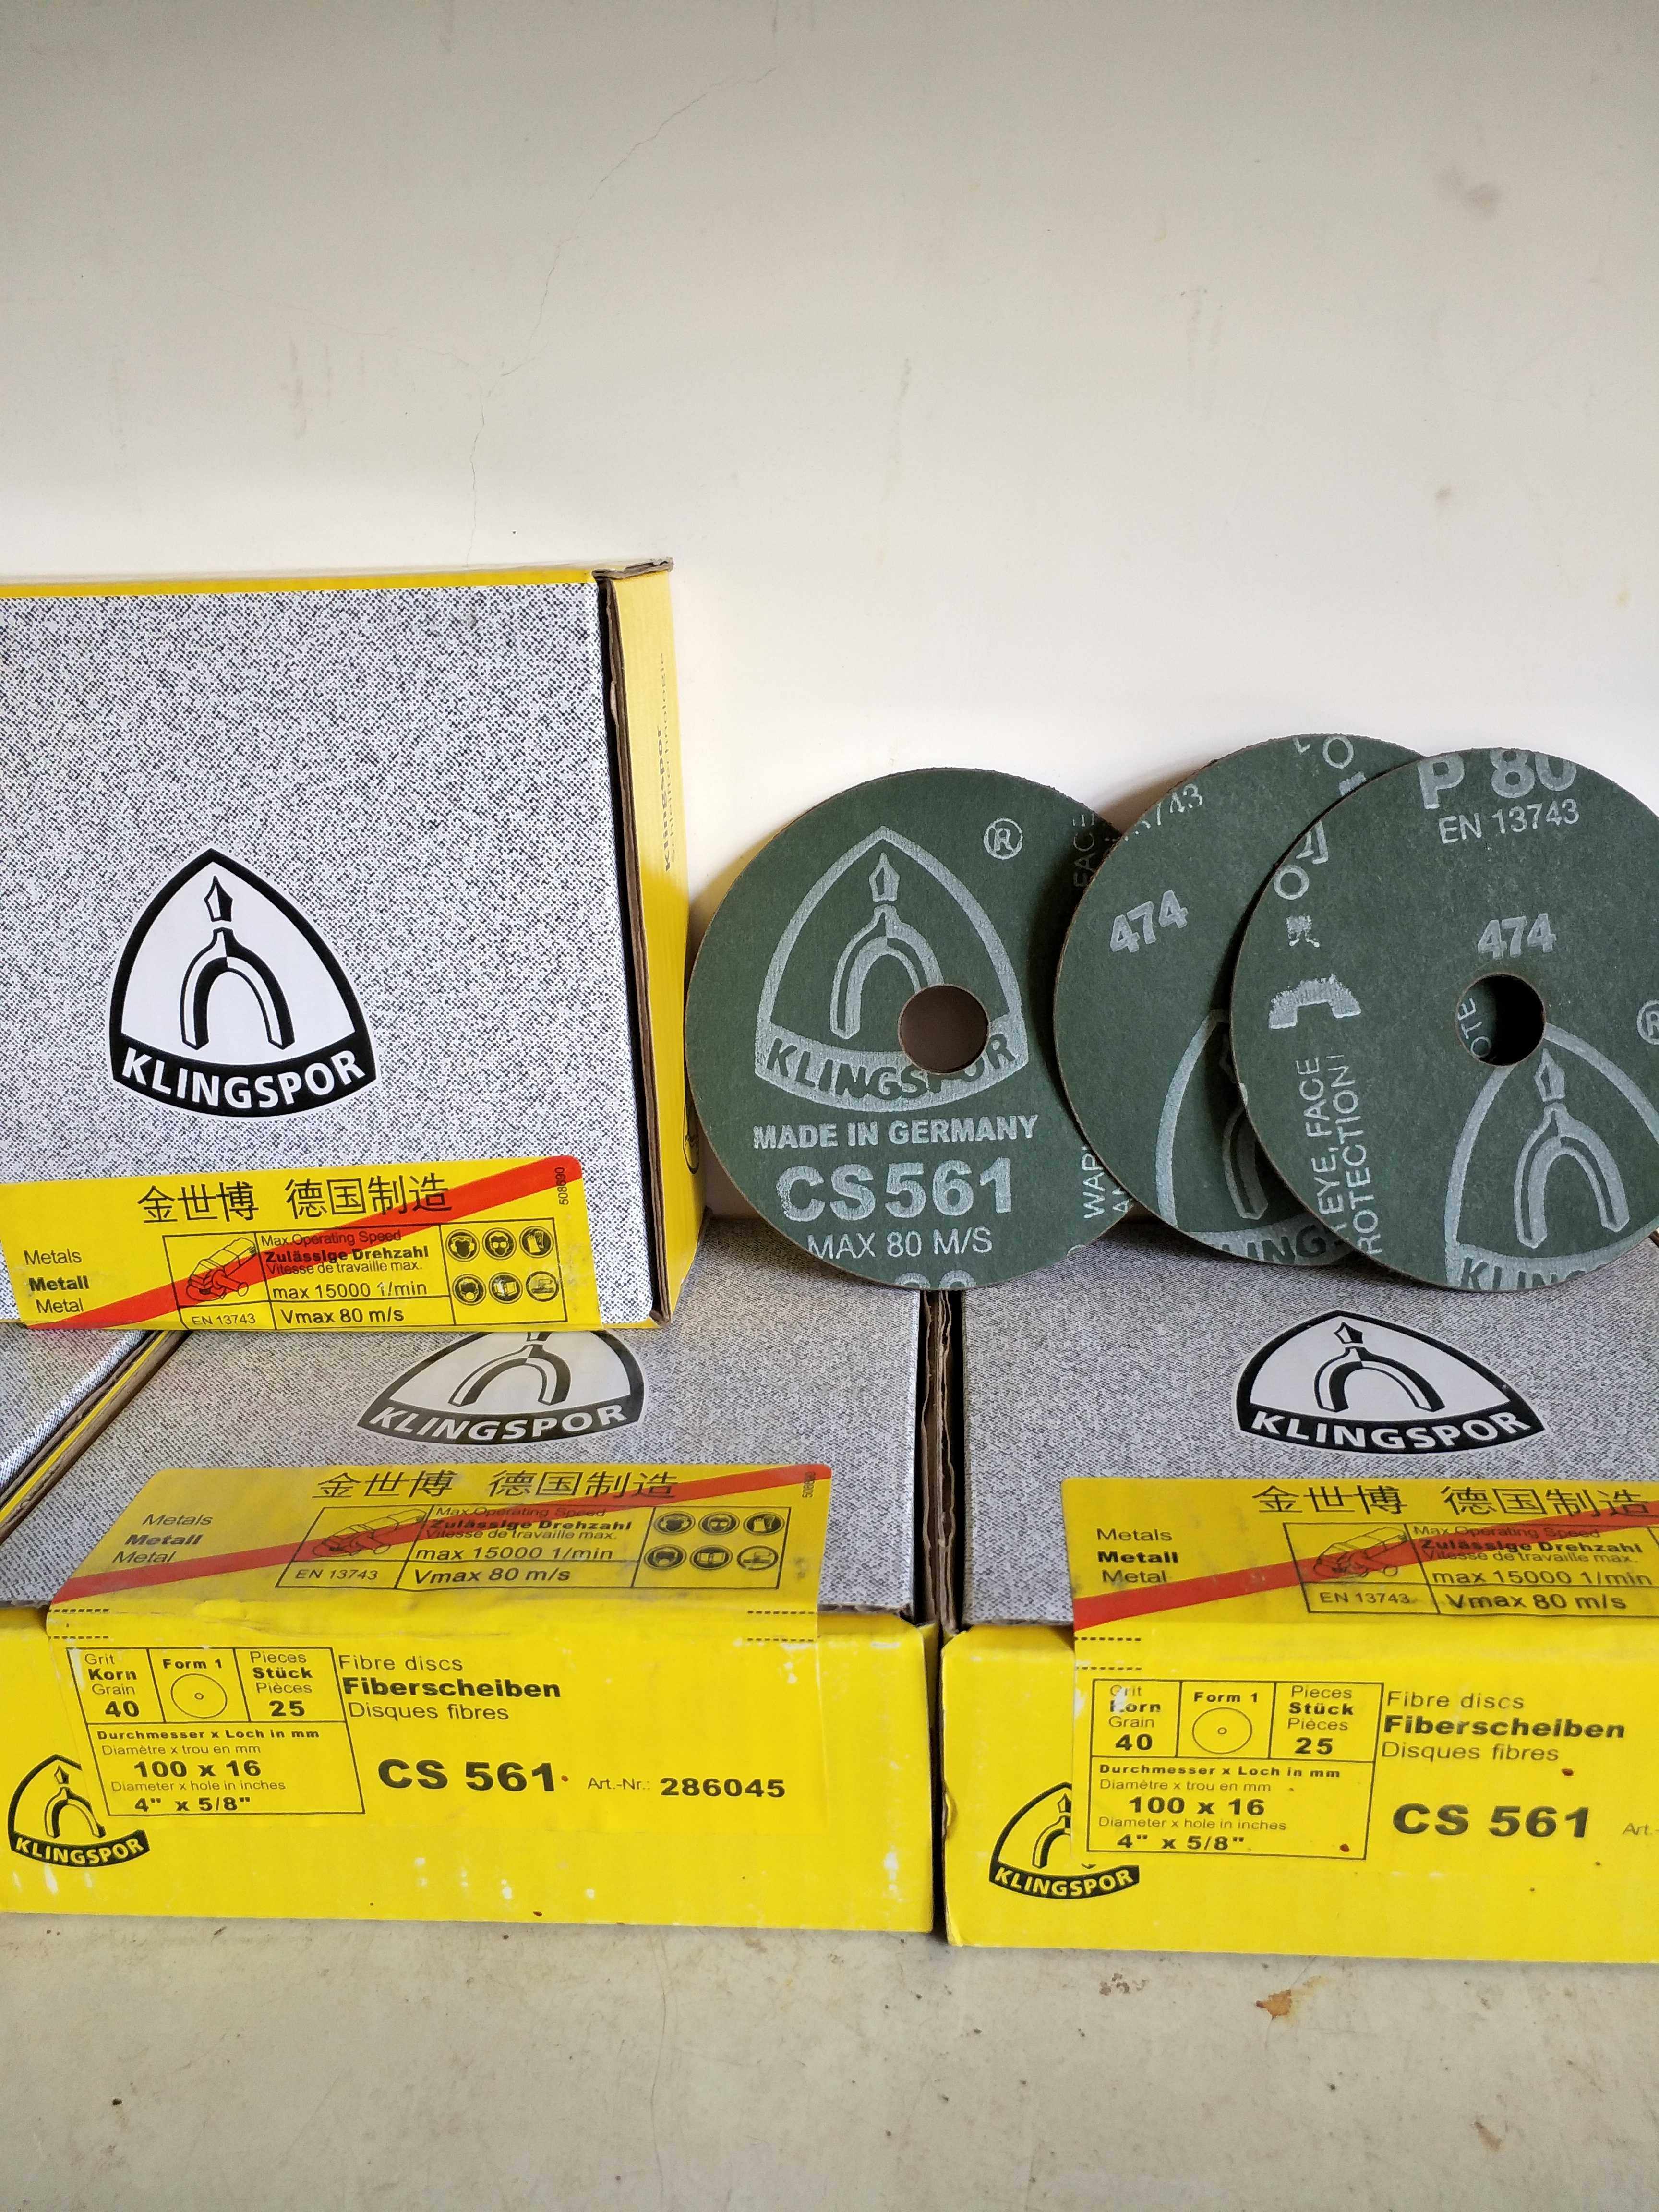 Klingspor
KLINGSPOR
金世博 德国制造
508690
Metals
Metall
Metal
Max.Operating Speed
Zulässige Drehzahl
Vitesse de travaille max.
max 15000 1/min
EN 13743
Vmax 80 m/s
®
KLINGSPOR
MADE IN GERMANY
CS561
MAX 80 M/S
FACE
474
P 80
EN 13743
474
EYE, FACE
®
KLINGSPOR
金世博 德国制造
508690
Metals
Metall
Metal
Max.Operating Speed
Zulässige Drehzahl
Vitesse de travaille max.
max 15000 1/min
EN 13743
Vmax 80 m/s
Grit
Korn
Grain
40
Form 1
Pieces
Stück
Pièces
25
Fibre discs
Fiberscheiben
Disques fibres
Durchmesser x Loch in mm
Diamètre x trou en mm
100 x 16
Diameter x hole in inches
4" x 5/8"
CS 561
Art.-Nr.: 286045
KLINGSPOR
KLINGSPOR
金世博 德国制造
Metals
Metall
Metal
Max.Operating Speed
Zulässige Drehzahl
Vitesse de travaille max.
max 15000 1/min
EN 13743
Vmax 80 m/s
Grit
Korn
Grain
40
Form 1
Pieces
Stück
Pièces
25
Fibre discs
Fiberscheiben
Disques fibres
Durchmesser x Loch in mm
Diamètre x trou en mm
100 x 16
Diameter x hole in inches
4" x 5/8"
CS 561
Art.-
KLINGSPOR